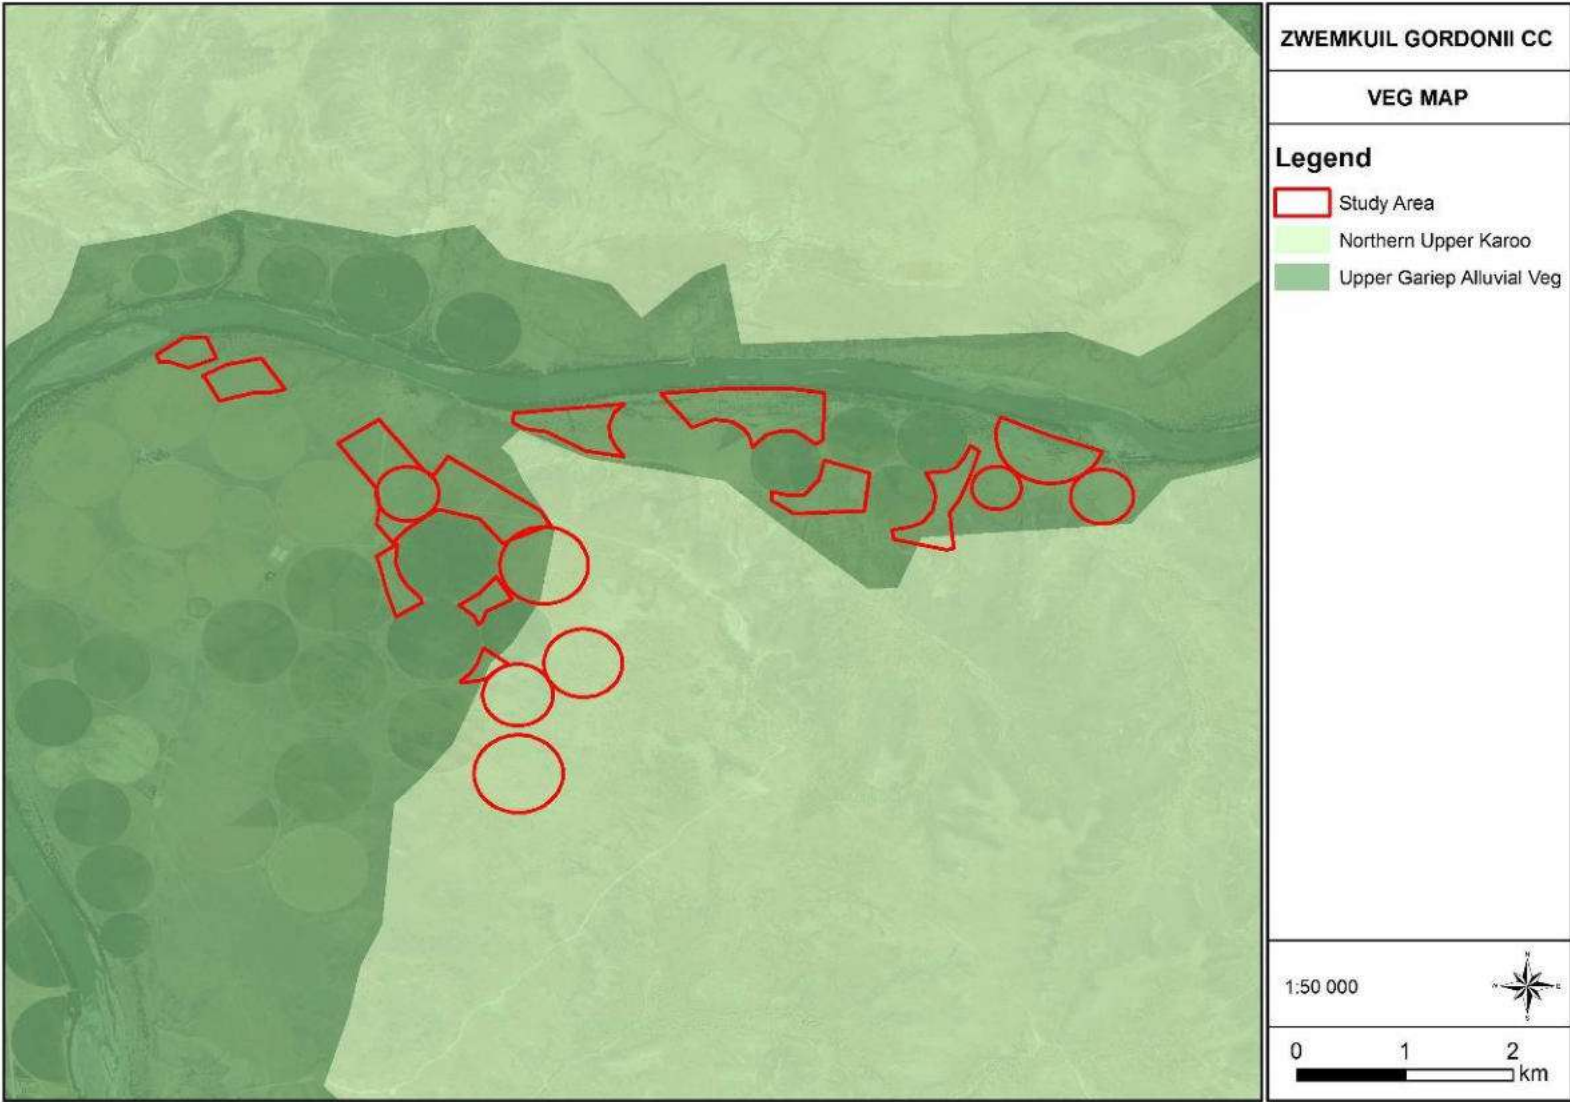 ZWEMKUIL GORDONII CC
VEG MAP
Legend
Study Area
Northern Upper Karoo
Upper Gariep Alluvial Veg
1:50 000
N
S
0 1 2
km